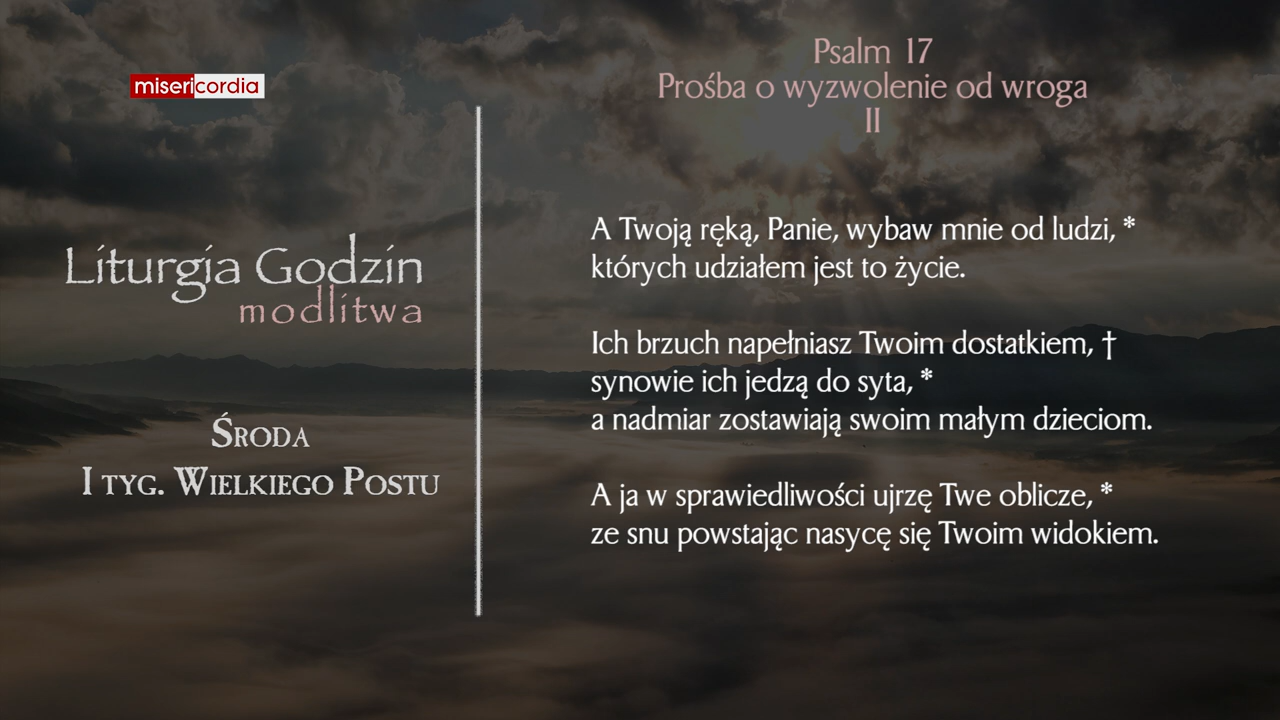 misericordia
Liturgia Godzin
modlitwa
Środa
I tyg. Wielkiego Postu
Psalm 17
Prośba o wyzwolenie od wroga
II
A Twoją ręką, Panie, wybaw mnie od ludzi, *
których udziałem jest to życie.
Ich brzuch napełniasz Twoim dostatkiem, †
synowie ich jedzą do syta, *
a nadmiar zostawiają swoim małym dzieciom.
A ja w sprawiedliwości ujrzę Twe oblicze, *
ze snu powstając nasycę się Twoim widokiem.